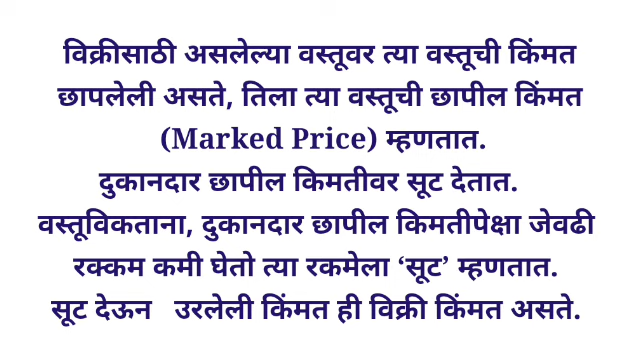 विक्रीसाठी असलेल्या वस्तूवर त्या वस्तूची किंमत
छापलेली असते, तिला त्या वस्तूची छापील किंमत
(Marked Price) म्हणतात.
दुकानदार छापील किमतीवर सूट देतात.
वस्तूविकताना, दुकानदार छापील किमतीपेक्षा जेवढी
रक्कम कमी घेतो त्या रकमेला ‘सूट’ म्हणतात.
सूट देऊन उरलेली किंमत ही विक्री किंमत असते.